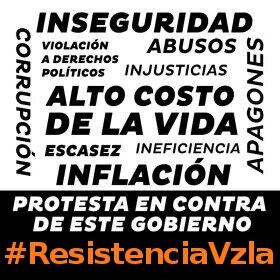 INSEGURIDAD
CORRUPCIÓN
VIOLACIÓN
A DERECHOS
POLÍTICOS
ABUSOS
INJUSTICIAS
APAGONES
ALTO COSTO
DE LA VIDA
ESCASEZ
INEFICIENCIA
INFLACIÓN
PROTESTA EN CONTRA
DE ESTE GOBIERNO
#ResistenciaVzla